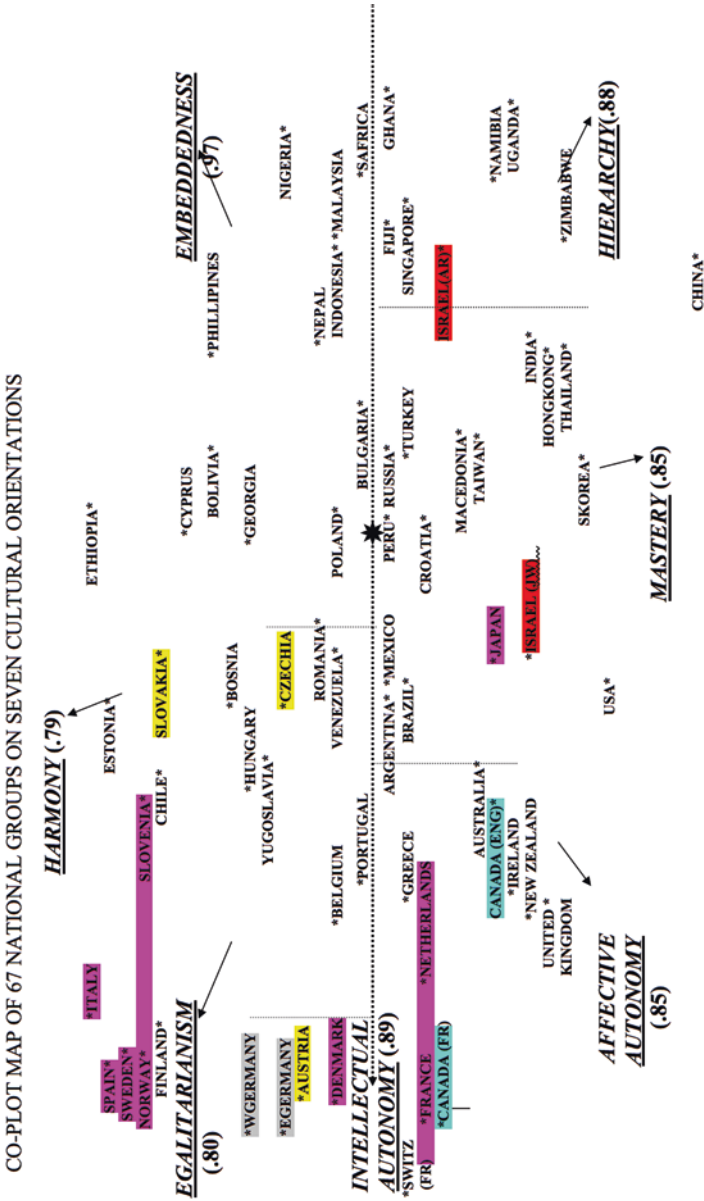 CO-PLOT MAP OF 67 NATIONAL GROUPS ON SEVEN CULTURAL ORIENTATIONS
HARMONY (.79)
*ITALY
ETHIOPIA*
SPAIN*
ESTONIA*
SWEDEN*
NORWAY*
SLOVENIA*
FINLAND*
CHILE*
SLOVAKIA*
EGALITARIANISM
(.80)
*CYPRUS
BOLIVIA*
*PHILLIPINES
EMBEDDEDNESS
(.97)
*BOSNIA
*WGERMANY
*HUNGARY
*GEORGIA
YUGOSLAVIA*
*EGERMANY
*CZECHIA
NIGERIA*
*AUSTRIA
ROMANIA*
*NEPAL
*DENMARK
*BELGIUM
VENEZUELA*
POLAND*
INDONESIA* *MALAYSIA
INTELLECTUAL
AUTONOMY (.89)
*PORTUGAL
BULGARIA*
*SAFRICA
ARGENTINA* *MEXICO
PERU* RUSSIA*
FIJI*
GHANA*
*SWITZ
(FR)
*GREECE
BRAZIL*
*TURKEY
SINGAPORE*
*FRANCE
*NETHERLANDS
CROATIA*
*CANADA (FR)
ISRAEL(AR)*
MACEDONIA*
AUSTRALIA*
TAIWAN*
CANADA (ENG)*
*JAPAN
*NAMIBIA
*IRELAND
UGANDA*
*NEW ZEALAND
*ISRAEL (JW)
INDIA*
UNITED*
KINGDOM
HONGKONG*
THAILAND*
*ZIMBABWE
SKOREA*
USA*
HIERARCHY(.88)
AFFECTIVE
AUTONOMY
(.85)
MASTERY (.85)
CHINA*